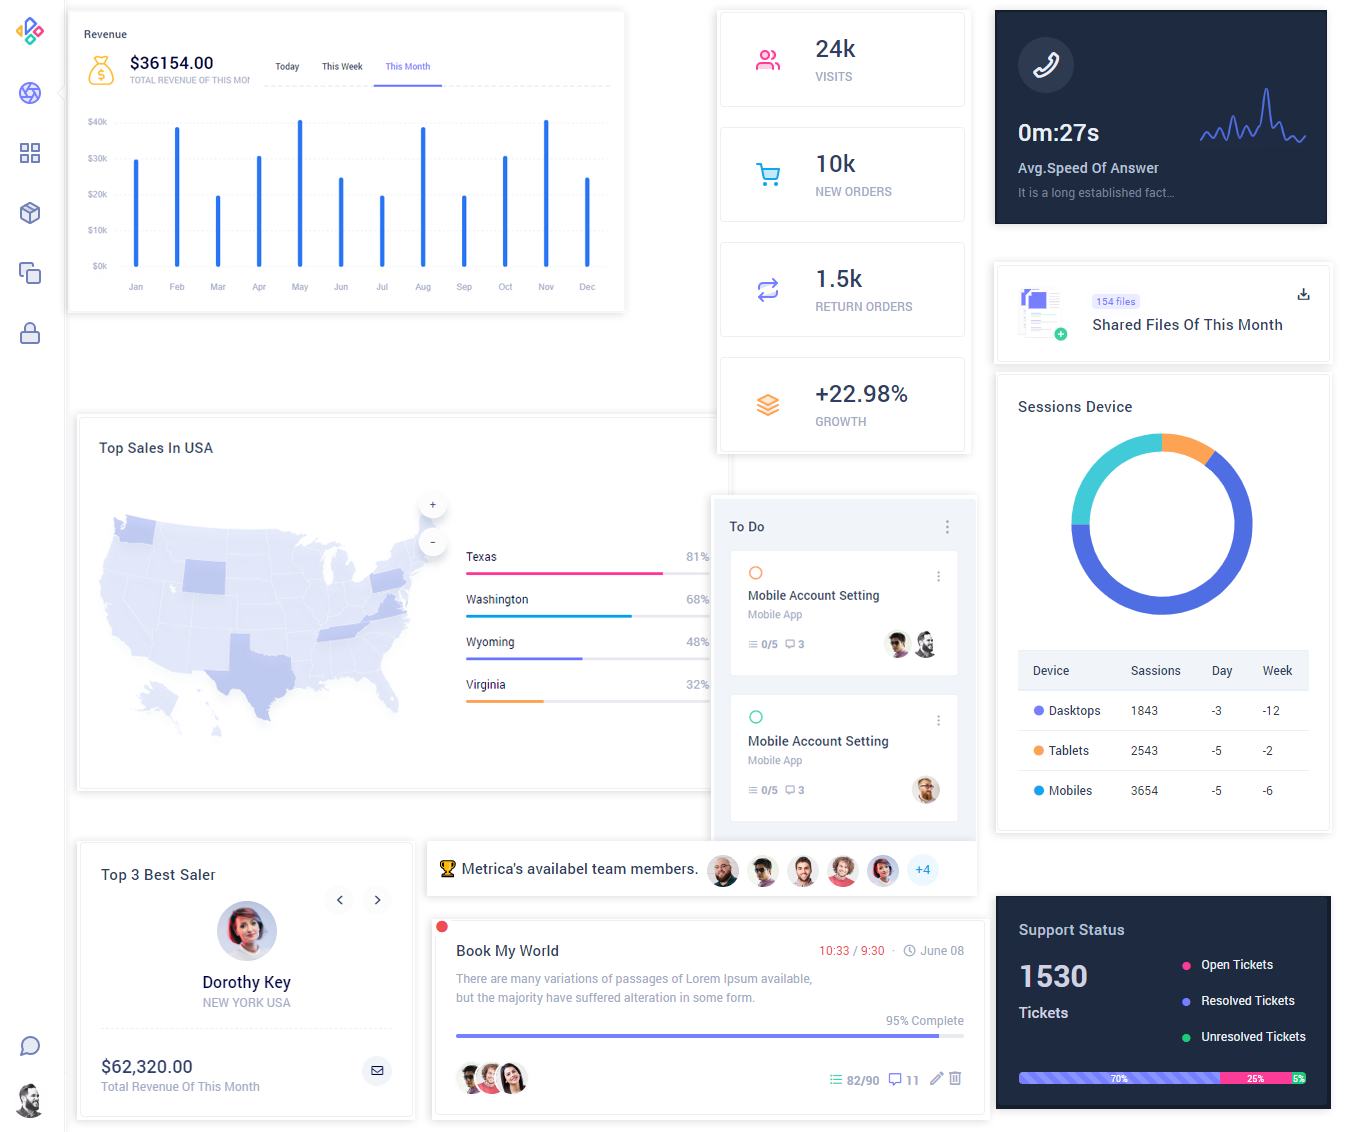 Revenue
$36154.00
TOTAL REVENUE OF THIS MON
Today This Week This Month
$40k
$30k
$20k
$10k
$0k
Jan Feb Mar Apr May Jun Jul Aug Sep Oct Nov Dec
24k
VISITS
10k
NEW ORDERS
1.5k
RETURN ORDERS
+22.98%
GROWTH
0m:27s
Avg.Speed Of Answer
It is a long established fact...
154 files
Shared Files Of This Month
Top Sales In USA
+
-
Texas 81%
Washington 68%
Wyoming 48%
Virginia 32%
To Do
Mobile Account Setting
Mobile App
0/5 3
Mobile Account Setting
Mobile App
0/5 3
Sessions Device
Device Sassions Day Week
Dasktops 1843 -3 -12
Tablets 2543 -5 -2
Mobiles 3654 -5 -6
Top 3 Best Saler
Dorothy Key
NEW YORK USA
$62,320.00
Total Revenue Of This Month
Metrica's availabel team members. +4
Book My World
10:33 / 9:30 · June 08
There are many variations of passages of Lorem Ipsum available,
but the majority have suffered alteration in some form.
95% Complete
82/90 11
Support Status
1530
Tickets
Open Tickets
Resolved Tickets
Unresolved Tickets
70% 25% 5%